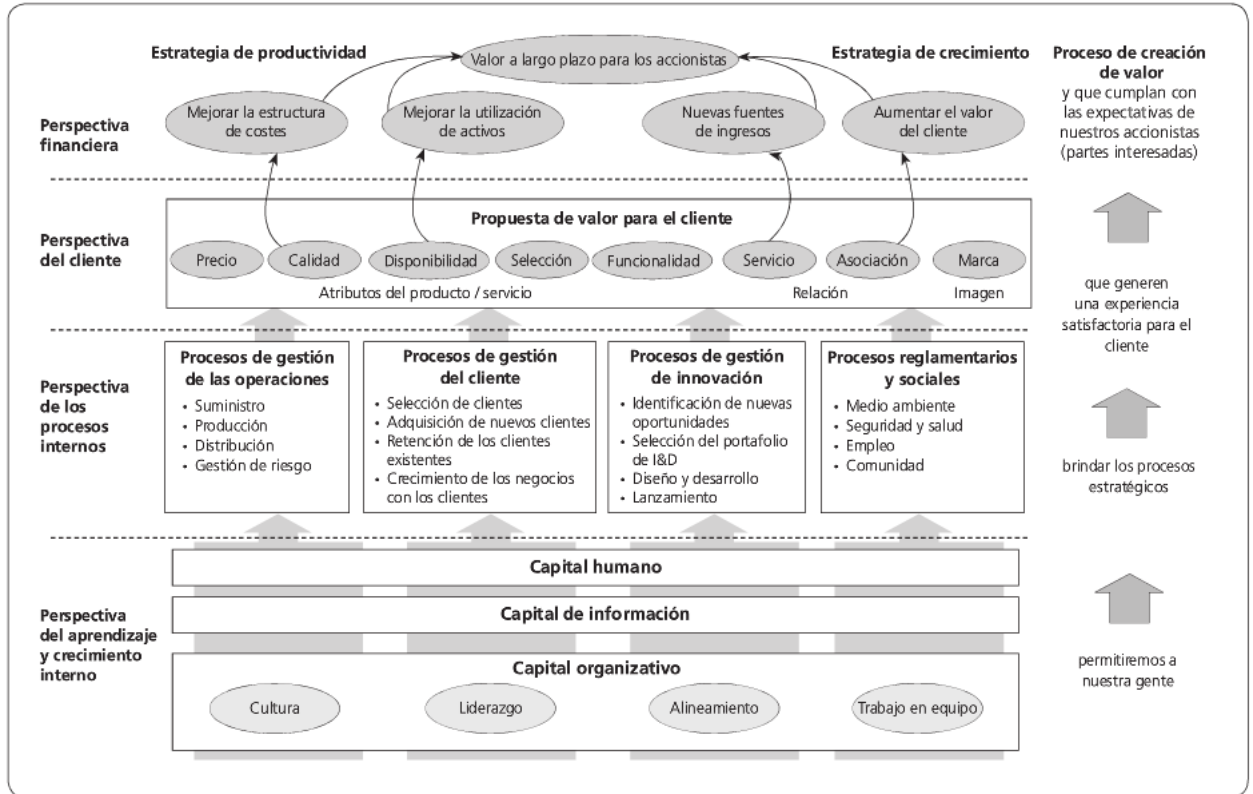 Estrategia de productividad
Valor a largo plazo para los accionistas
Estrategia de crecimiento
Proceso de creación
de valor
y que cumplan con
las expectativas de
nuestros accionistas
(partes interesadas)
Perspectiva
financiera
Mejorar la estructura
de costes
Mejorar la utilización
de activos
Nuevas fuentes
de ingresos
Aumentar el valor
del cliente
Perspectiva
del cliente
Propuesta de valor para el cliente
Precio
Calidad
Disponibilidad
Selección
Funcionalidad
Servicio
Asociación
Marca
Atributos del producto / servicio
Relación
Imagen
que generen
una experiencia
satisfactoria para el
cliente
Perspectiva
de los
procesos
internos
Procesos de gestión
de las operaciones
• Suministro
• Producción
• Distribución
• Gestión de riesgo
Procesos de gestión
del cliente
• Selección de clientes
• Adquisición de nuevos clientes
• Retención de los clientes
existentes
• Crecimiento de los negocios
con los clientes
Procesos de gestión
de innovación
• Identificación de nuevas
oportunidades
• Selección del portafolio
de I&D
• Diseño y desarrollo
• Lanzamiento
Procesos reglamentarios
y sociales
• Medio ambiente
• Seguridad y salud
• Empleo
• Comunidad
brindar los procesos
estratégicos
Perspectiva
del aprendizaje
y crecimiento
interno
Capital humano
Capital de información
Capital organizativo
Cultura
Liderazgo
Alineamiento
Trabajo en equipo
permitiremos a
nuestra gente